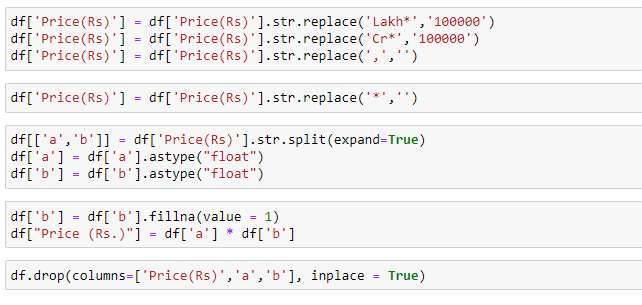 df['Price(Rs)'] = df['Price(Rs)'].str.replace('Lakh*','100000')
df['Price(Rs)'] = df['Price(Rs)'].str.replace('Cr*','100000')
df['Price(Rs)'] = df['Price(Rs)'].str.replace(',','')
df['Price(Rs)'] = df['Price(Rs)'].str.replace('*','')
df[['a','b']] = df['Price(Rs)'].str.split(expand=True)
df['a'] = df['a'].astype("float")
df['b'] = df['b'].astype("float")
df['b'] = df['b'].fillna(value = 1)
df["Price (Rs.)"] = df['a'] * df['b']
df.drop(columns=['Price(Rs)','a','b'], inplace = True)